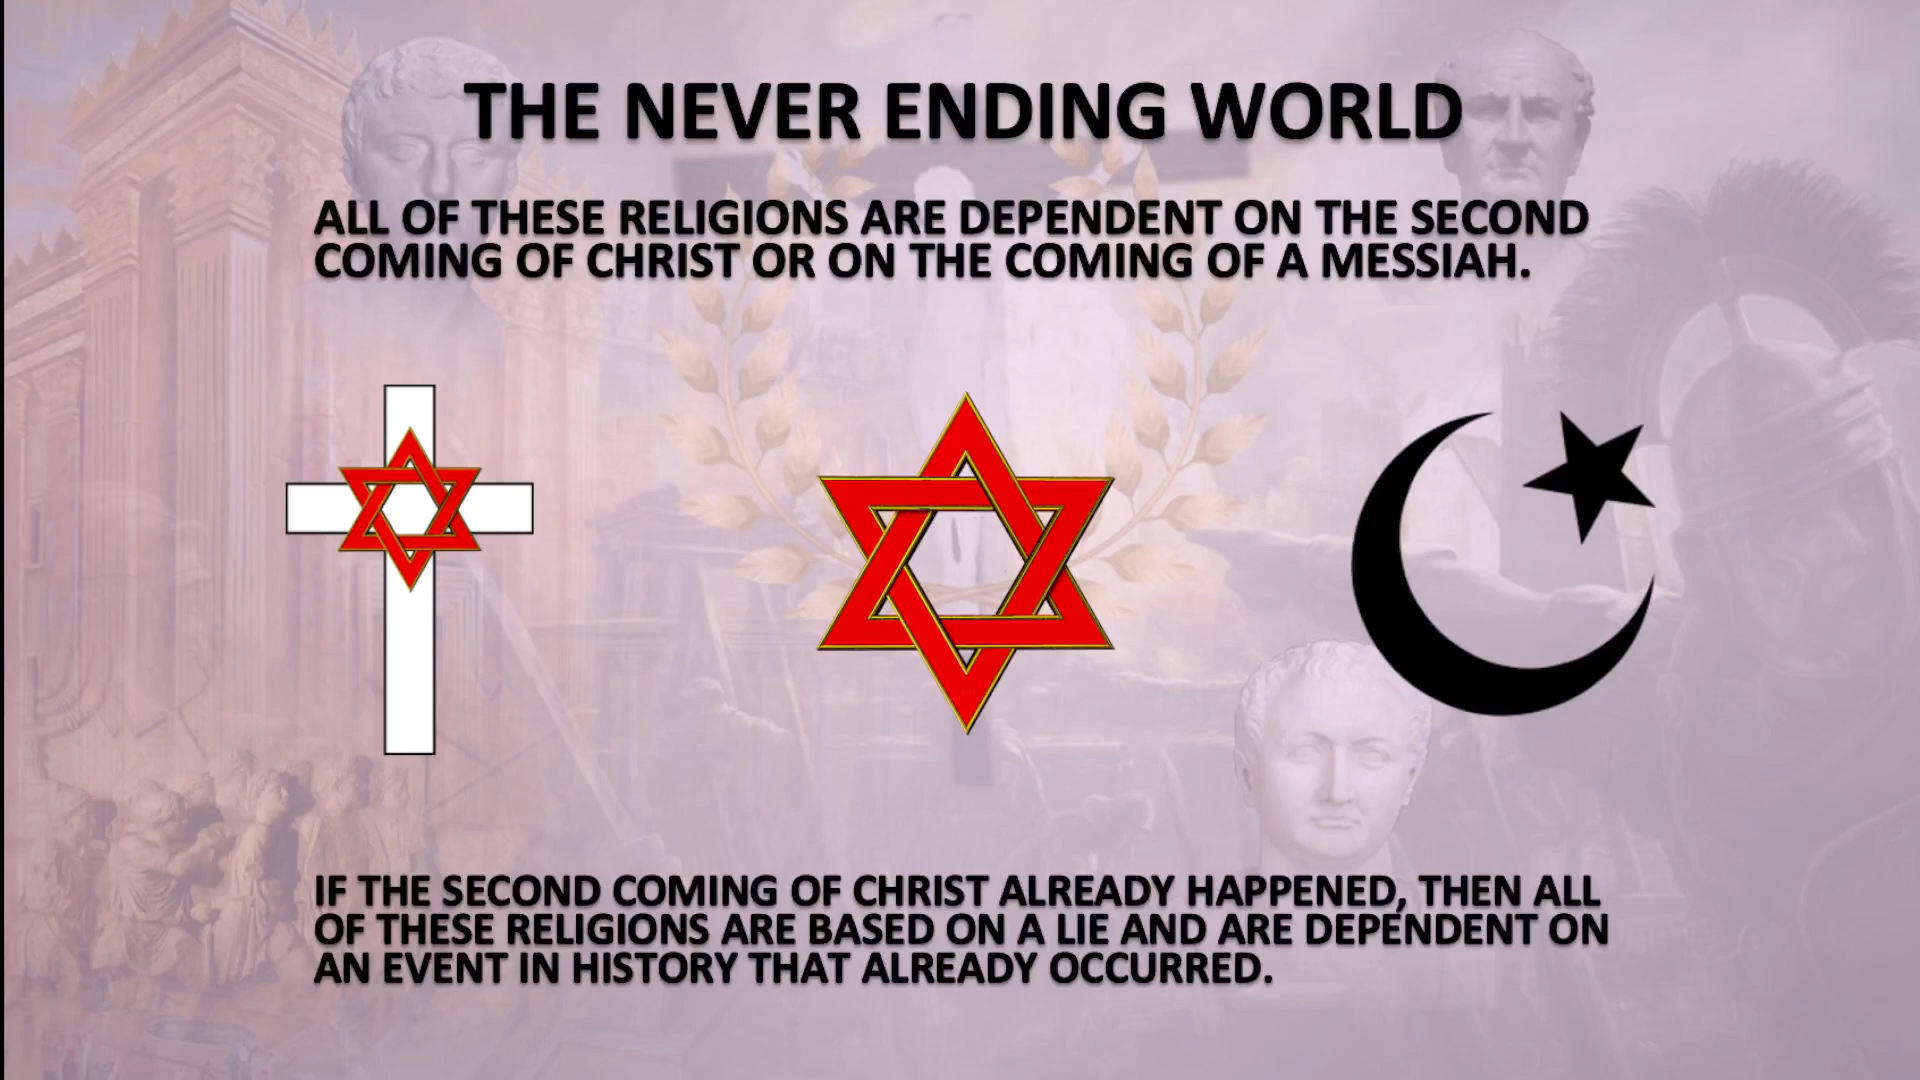 THE NEVER ENDING WORLD
ALL OF THESE RELIGIONS ARE DEPENDENT ON THE SECOND
COMING OF CHRIST OR ON THE COMING OF A MESSIAH.
IF THE SECOND COMING OF CHRIST ALREADY HAPPENED, THEN ALL
OF THESE RELIGIONS ARE BASED ON A LIE AND ARE DEPENDENT ON
AN EVENT IN HISTORY THAT ALREADY OCCURRED.